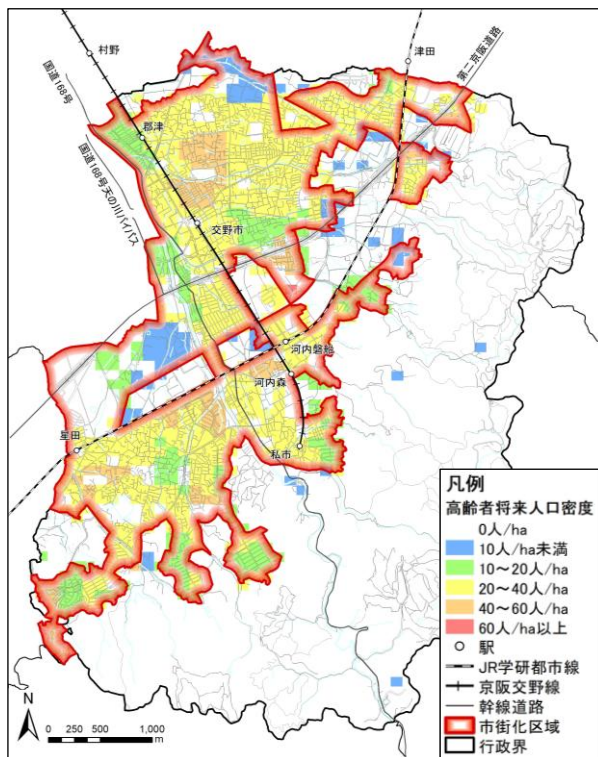 村野
津田
第二京阪道路
国道168号
郡津
国道168号天の川バイパス
交野市
河内磐船
河内森
星田
私市
凡例
高齢者将来人口密度
0人/ha
10人/ha未満
10～20人/ha
20～40人/ha
40～60人/ha
60人/ha以上
駅
JR学研都市線
京阪交野線
幹線道路
市街化区域
行政界
N
0 250 500 1,000
m